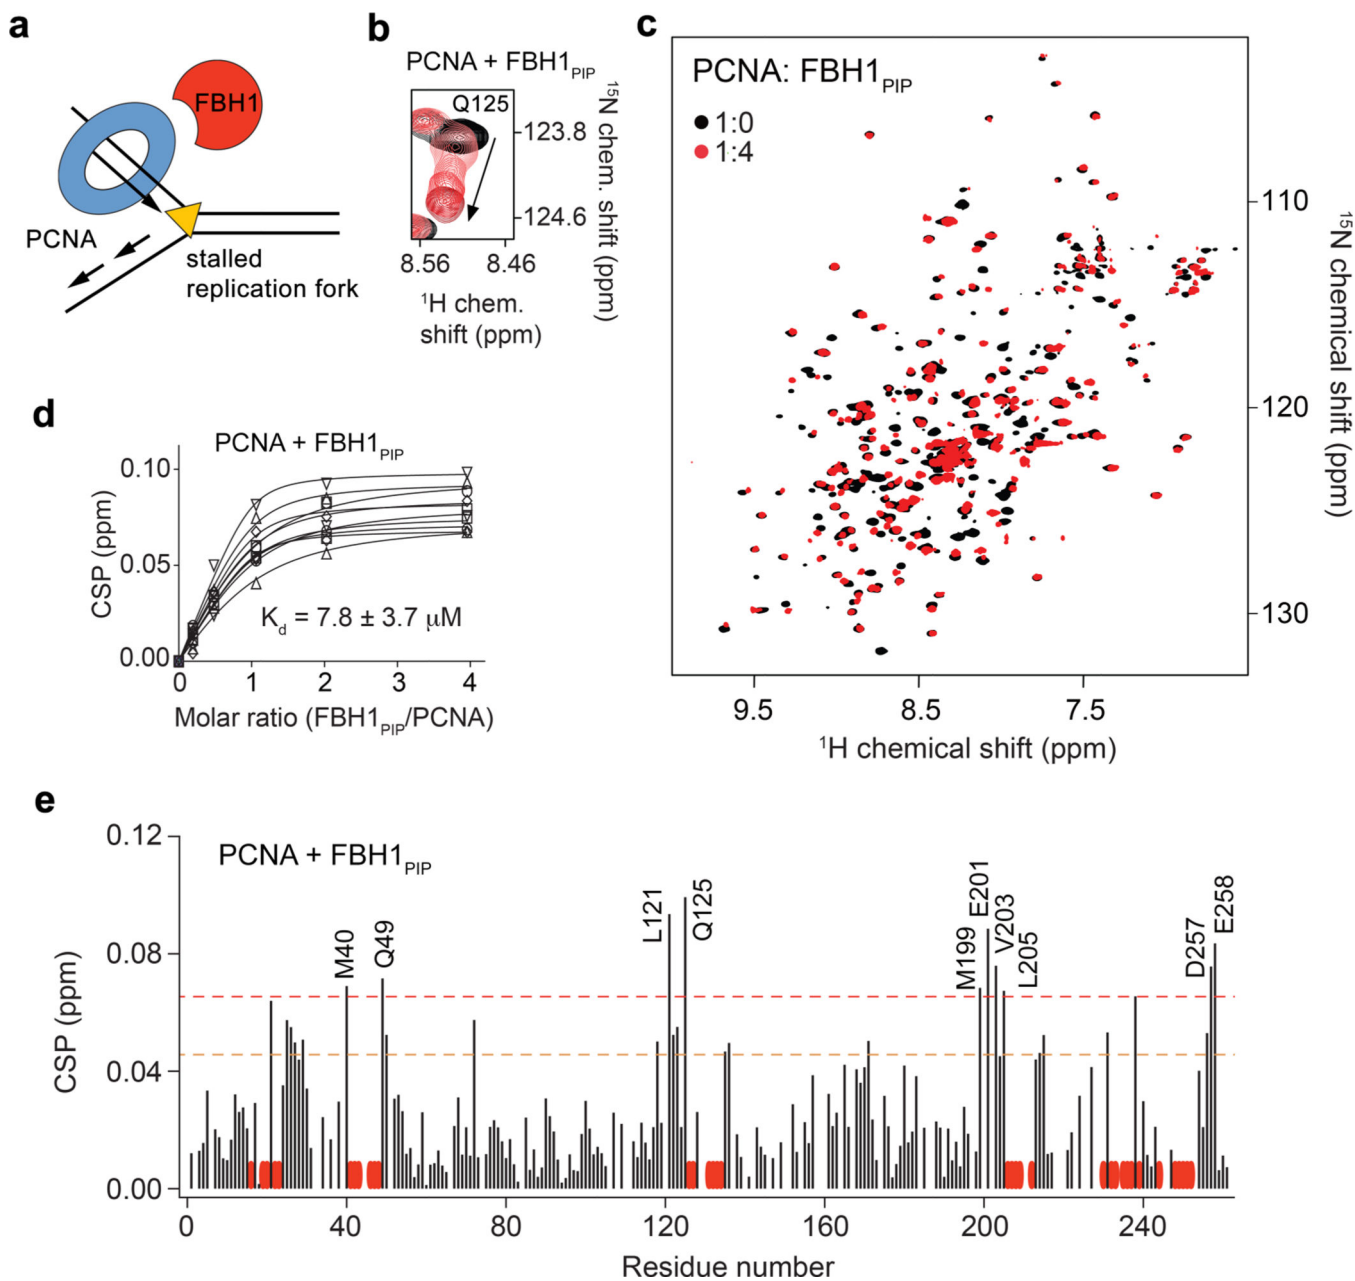 a
FBH1
PCNA
stalled
replication fork
b
PCNA + FBH1PIP
Q125
123.8
124.6
8.56 8.46
1H chem.
shift (ppm)
15N chem. shift (ppm)
c
PCNA: FBH1PIP
1:0
1:4
110
120
130
15N chemical shift (ppm)
9.5 8.5 7.5
1H chemical shift (ppm)
d
PCNA + FBH1PIP
0.10
0.05
0.00
CSP (ppm)
Kd = 7.8 ± 3.7 µM
0 1 2 3 4
Molar ratio (FBH1PIP/PCNA)
e
PCNA + FBH1PIP
0.12
0.08
0.04
0.00
CSP (ppm)
M40
Q49
L121
Q125
M199
E201
V203
L205
D257
E258
0 40 80 120 160 200 240
Residue number